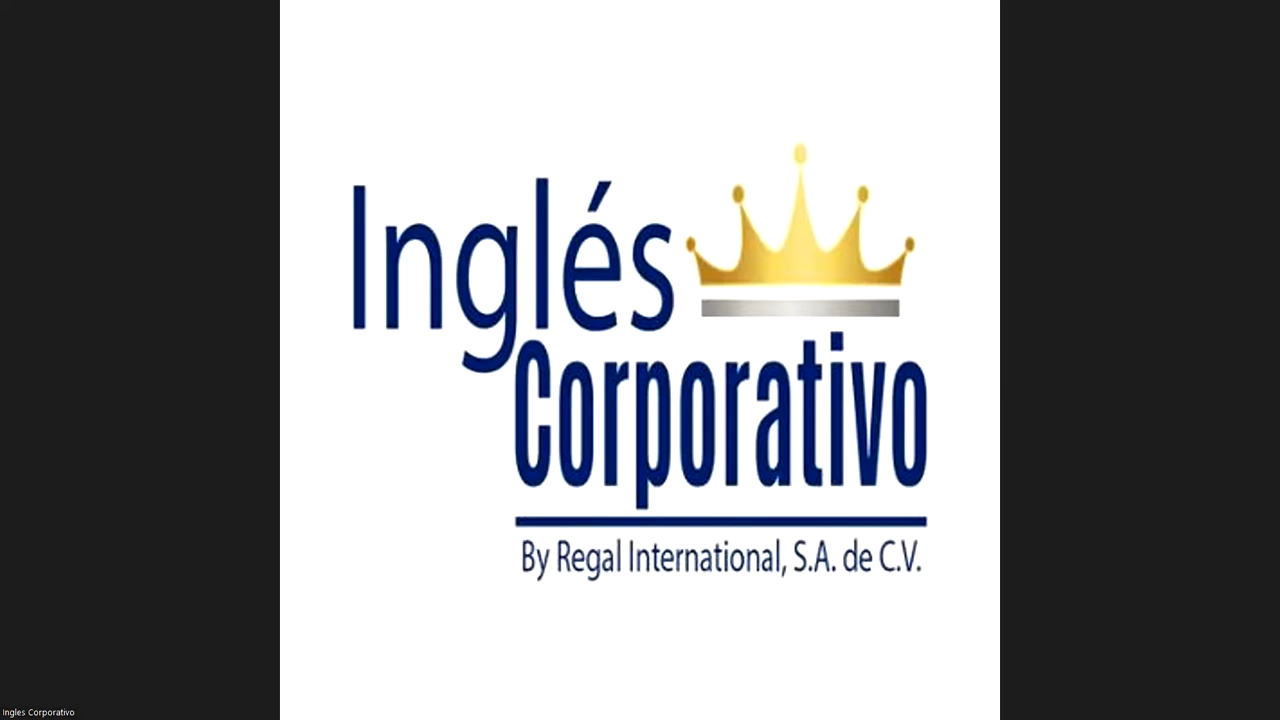 Inglés
Corporativo
By Regal International, S.A. de C.V.
Ingles Corporativo